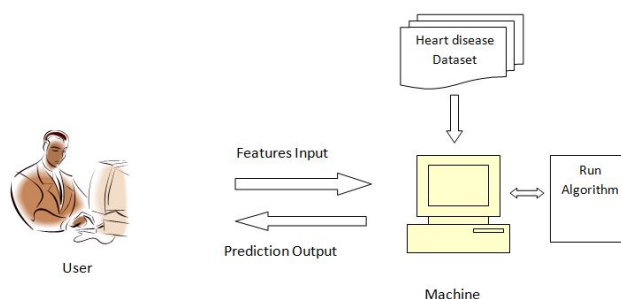 Heart disease
Dataset
Features Input
Run
Algorithm
Prediction Output
User
Machine